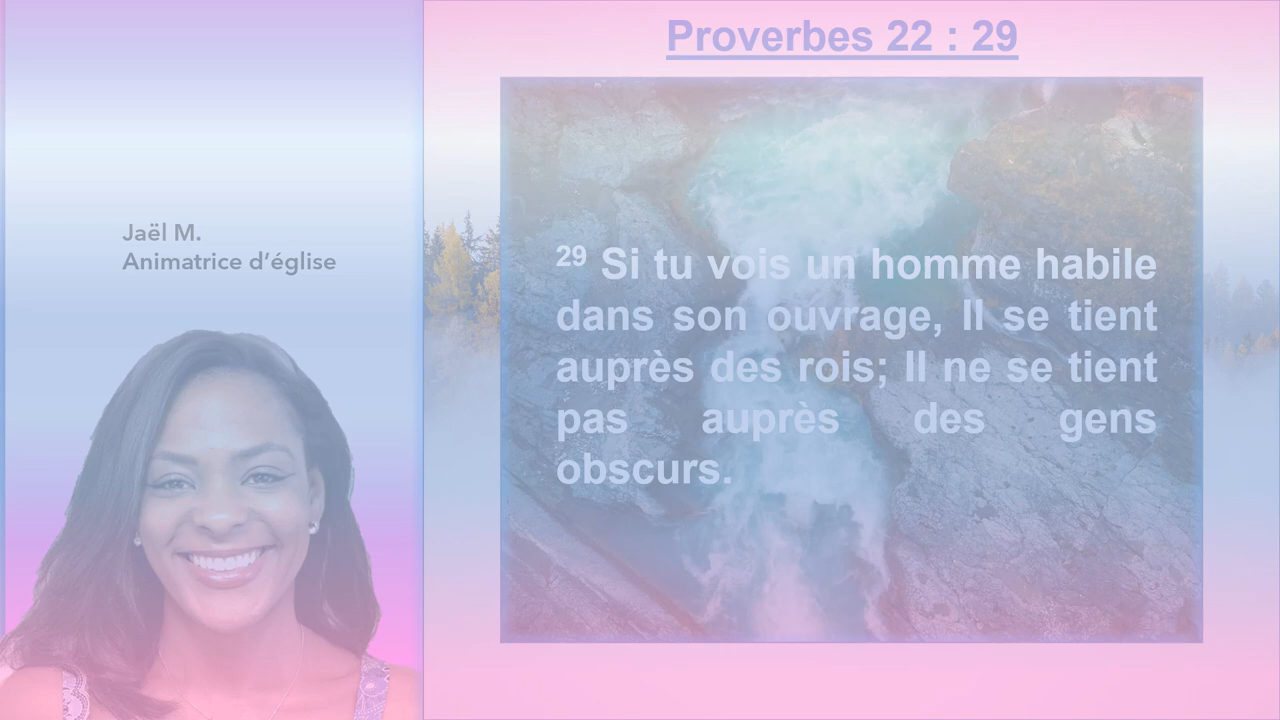 Proverbes 22 : 29
Jaël M.
Animatrice d’église
29 Si tu vois un homme habile
dans son ouvrage, Il se tient
auprès des rois; Il ne se tient
pas auprès des gens
obscurs.